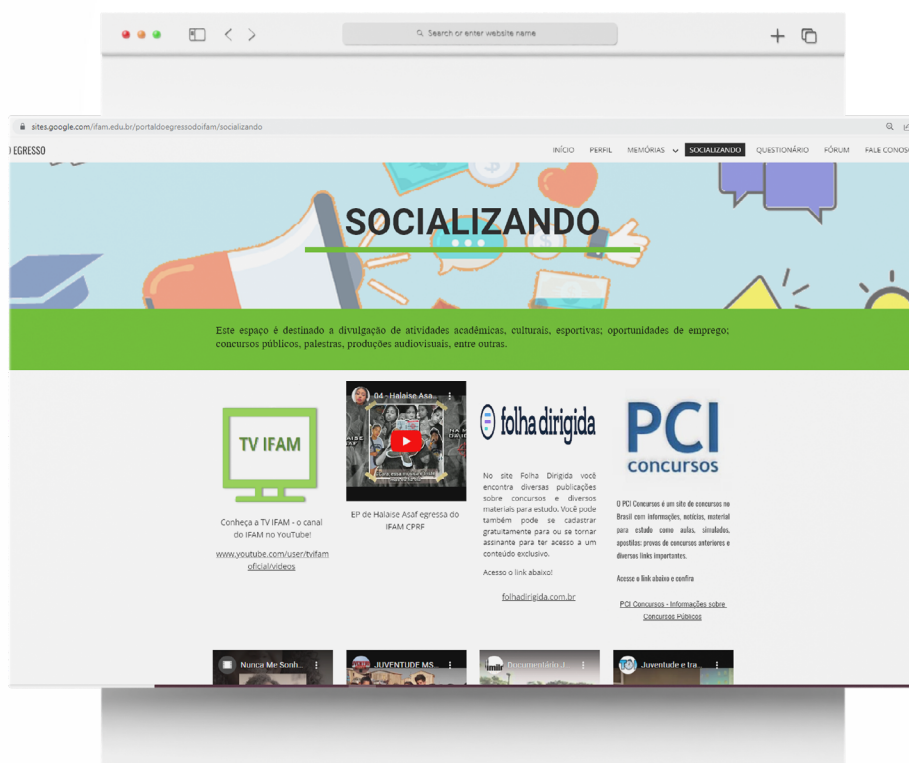 Search or enter website name
sites.google.com/ifam.edu.br/portaldoegressodoifam/socializando
O EGRESSO
INÍCIO PERFIL MEMÓRIAS SOCIALIZANDO QUESTIONÁRIO FÓRUM FALE CONOS
SOCIALIZANDO
Este espaço é destinado a divulgação de atividades acadêmicas, culturais, esportivas; oportunidades de emprego;
concursos públicos, palestras, produções audiovisuais, entre outras.
TV IFAM
Conheça a TV IFAM - o canal
do IFAM no YouTube!
www.youtube.com/user/tvifam
oficial/videos
04 - Halaise Asa...
EP de Halaise Asaf egressa do
IFAM CPRF
folha dirigida
No site Folha Dirigida você
encontra diversas publicações
sobre concursos e diversos
materiais para estudo. Você pode
também pode se cadastrar
gratuitamente para ou se tornar
assinante para ter acesso a um
conteúdo exclusivo.
Acesso o link abaixo!
folhadirigida.com.br
PCI
concursos
O PCI Concursos é um site de concursos no
Brasil com informações, notícias, material
para estudo como aulas, simulados,
apostilas; provas de concursos anteriores e
diversos links importantes.
Acesse o link abaixo e confira
PCI Concursos - Informações sobre
Concursos Públicos
Nunca Me Sonh...
JUVENTUDE MS...
Documentário J...
Juventude e tra...